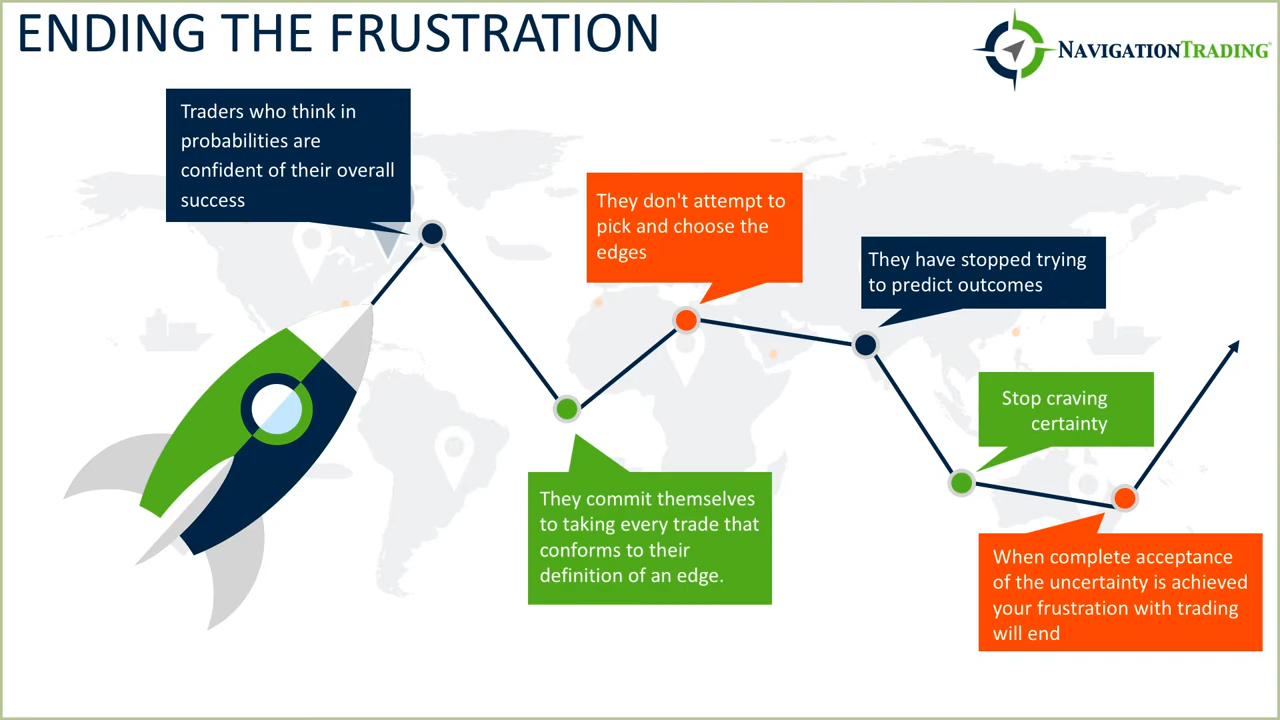 ENDING THE FRUSTRATION
NAVIGATIONTRADING®
Traders who think in
probabilities are
confident of their overall
success
They don't attempt to
pick and choose the
edges
They have stopped trying
to predict outcomes
Stop craving
certainty
They commit themselves
to taking every trade that
conforms to their
definition of an edge.
When complete acceptance
of the uncertainty is achieved
your frustration with trading
will end